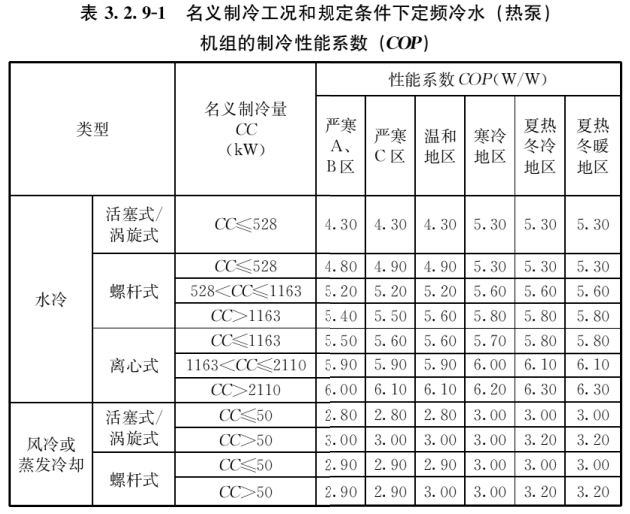 表 3.2.9-1 名义制冷工况和规定条件下定频冷水（热泵）
机组的制冷性能系数（COP）
类型 名义制冷量 CC (kW) 性能系数 COP(W/W)
严寒 A、B区 严寒 C区 温和地区 寒冷地区 夏热冬冷地区 夏热冬暖地区
水冷 活塞式/涡旋式 CC≤528 4.30 4.30 4.30 5.30 5.30 5.30
螺杆式 CC≤528 4.80 4.90 4.90 5.30 5.30 5.30
528<CC≤1163 5.20 5.20 5.20 5.60 5.60 5.60
CC>1163 5.40 5.50 5.60 5.80 5.80 5.80
离心式 CC≤1163 5.50 5.60 5.60 5.70 5.80 5.80
1163<CC≤2110 5.90 5.90 5.90 6.00 6.10 6.10
CC>2110 6.00 6.10 6.10 6.20 6.30 6.30
风冷或蒸发冷却 活塞式/涡旋式 CC≤50 2.80 2.80 2.80 3.00 3.00 3.00
CC>50 3.00 3.00 3.00 3.00 3.20 3.20
螺杆式 CC≤50 2.90 2.90 2.90 3.00 3.00 3.00
CC>50 2.90 2.90 3.00 3.00 3.20 3.20